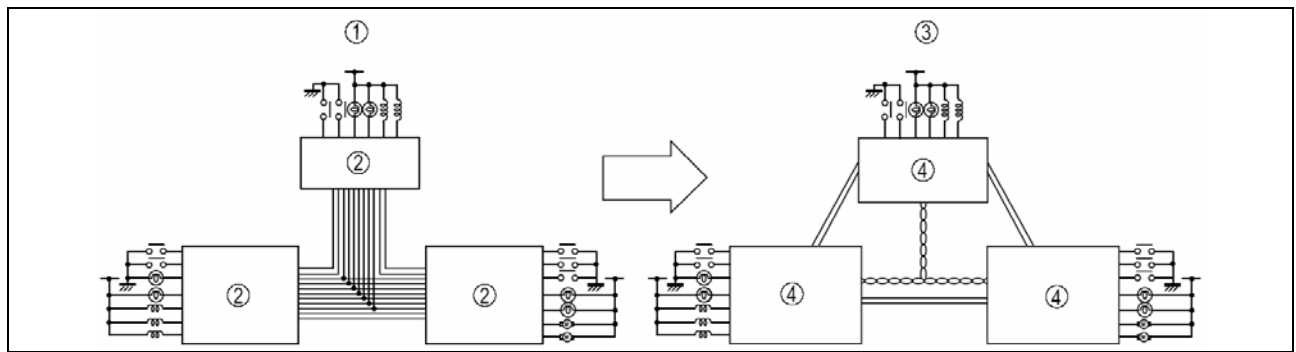 ① ③
②
④
② ② ④ ④